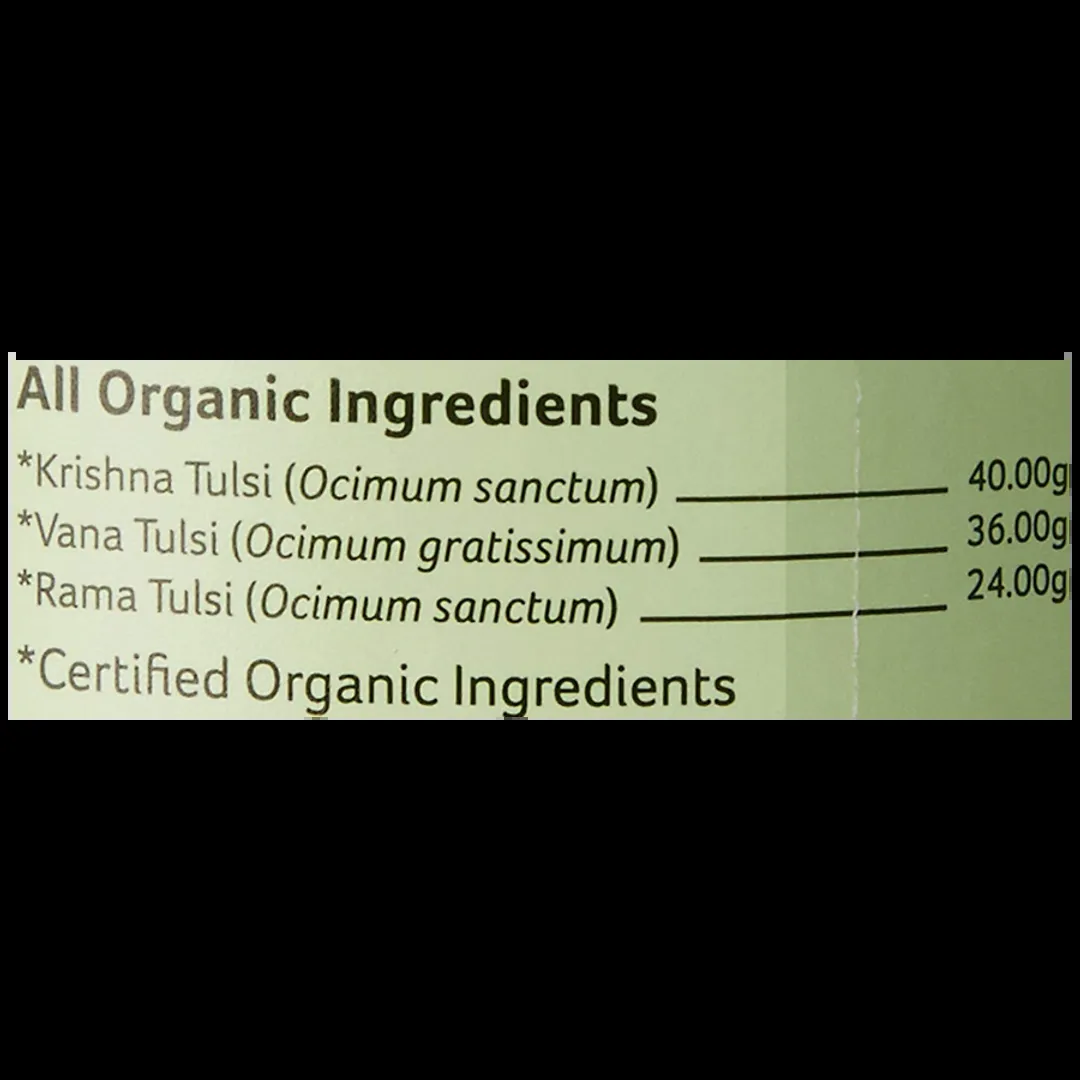 All Organic Ingredients
*Krishna Tulsi (Ocimum sanctum) 40.00g
*Vana Tulsi (Ocimum gratissimum) 36.00g
*Rama Tulsi (Ocimum sanctum) 24.00g
*Certified Organic Ingredients